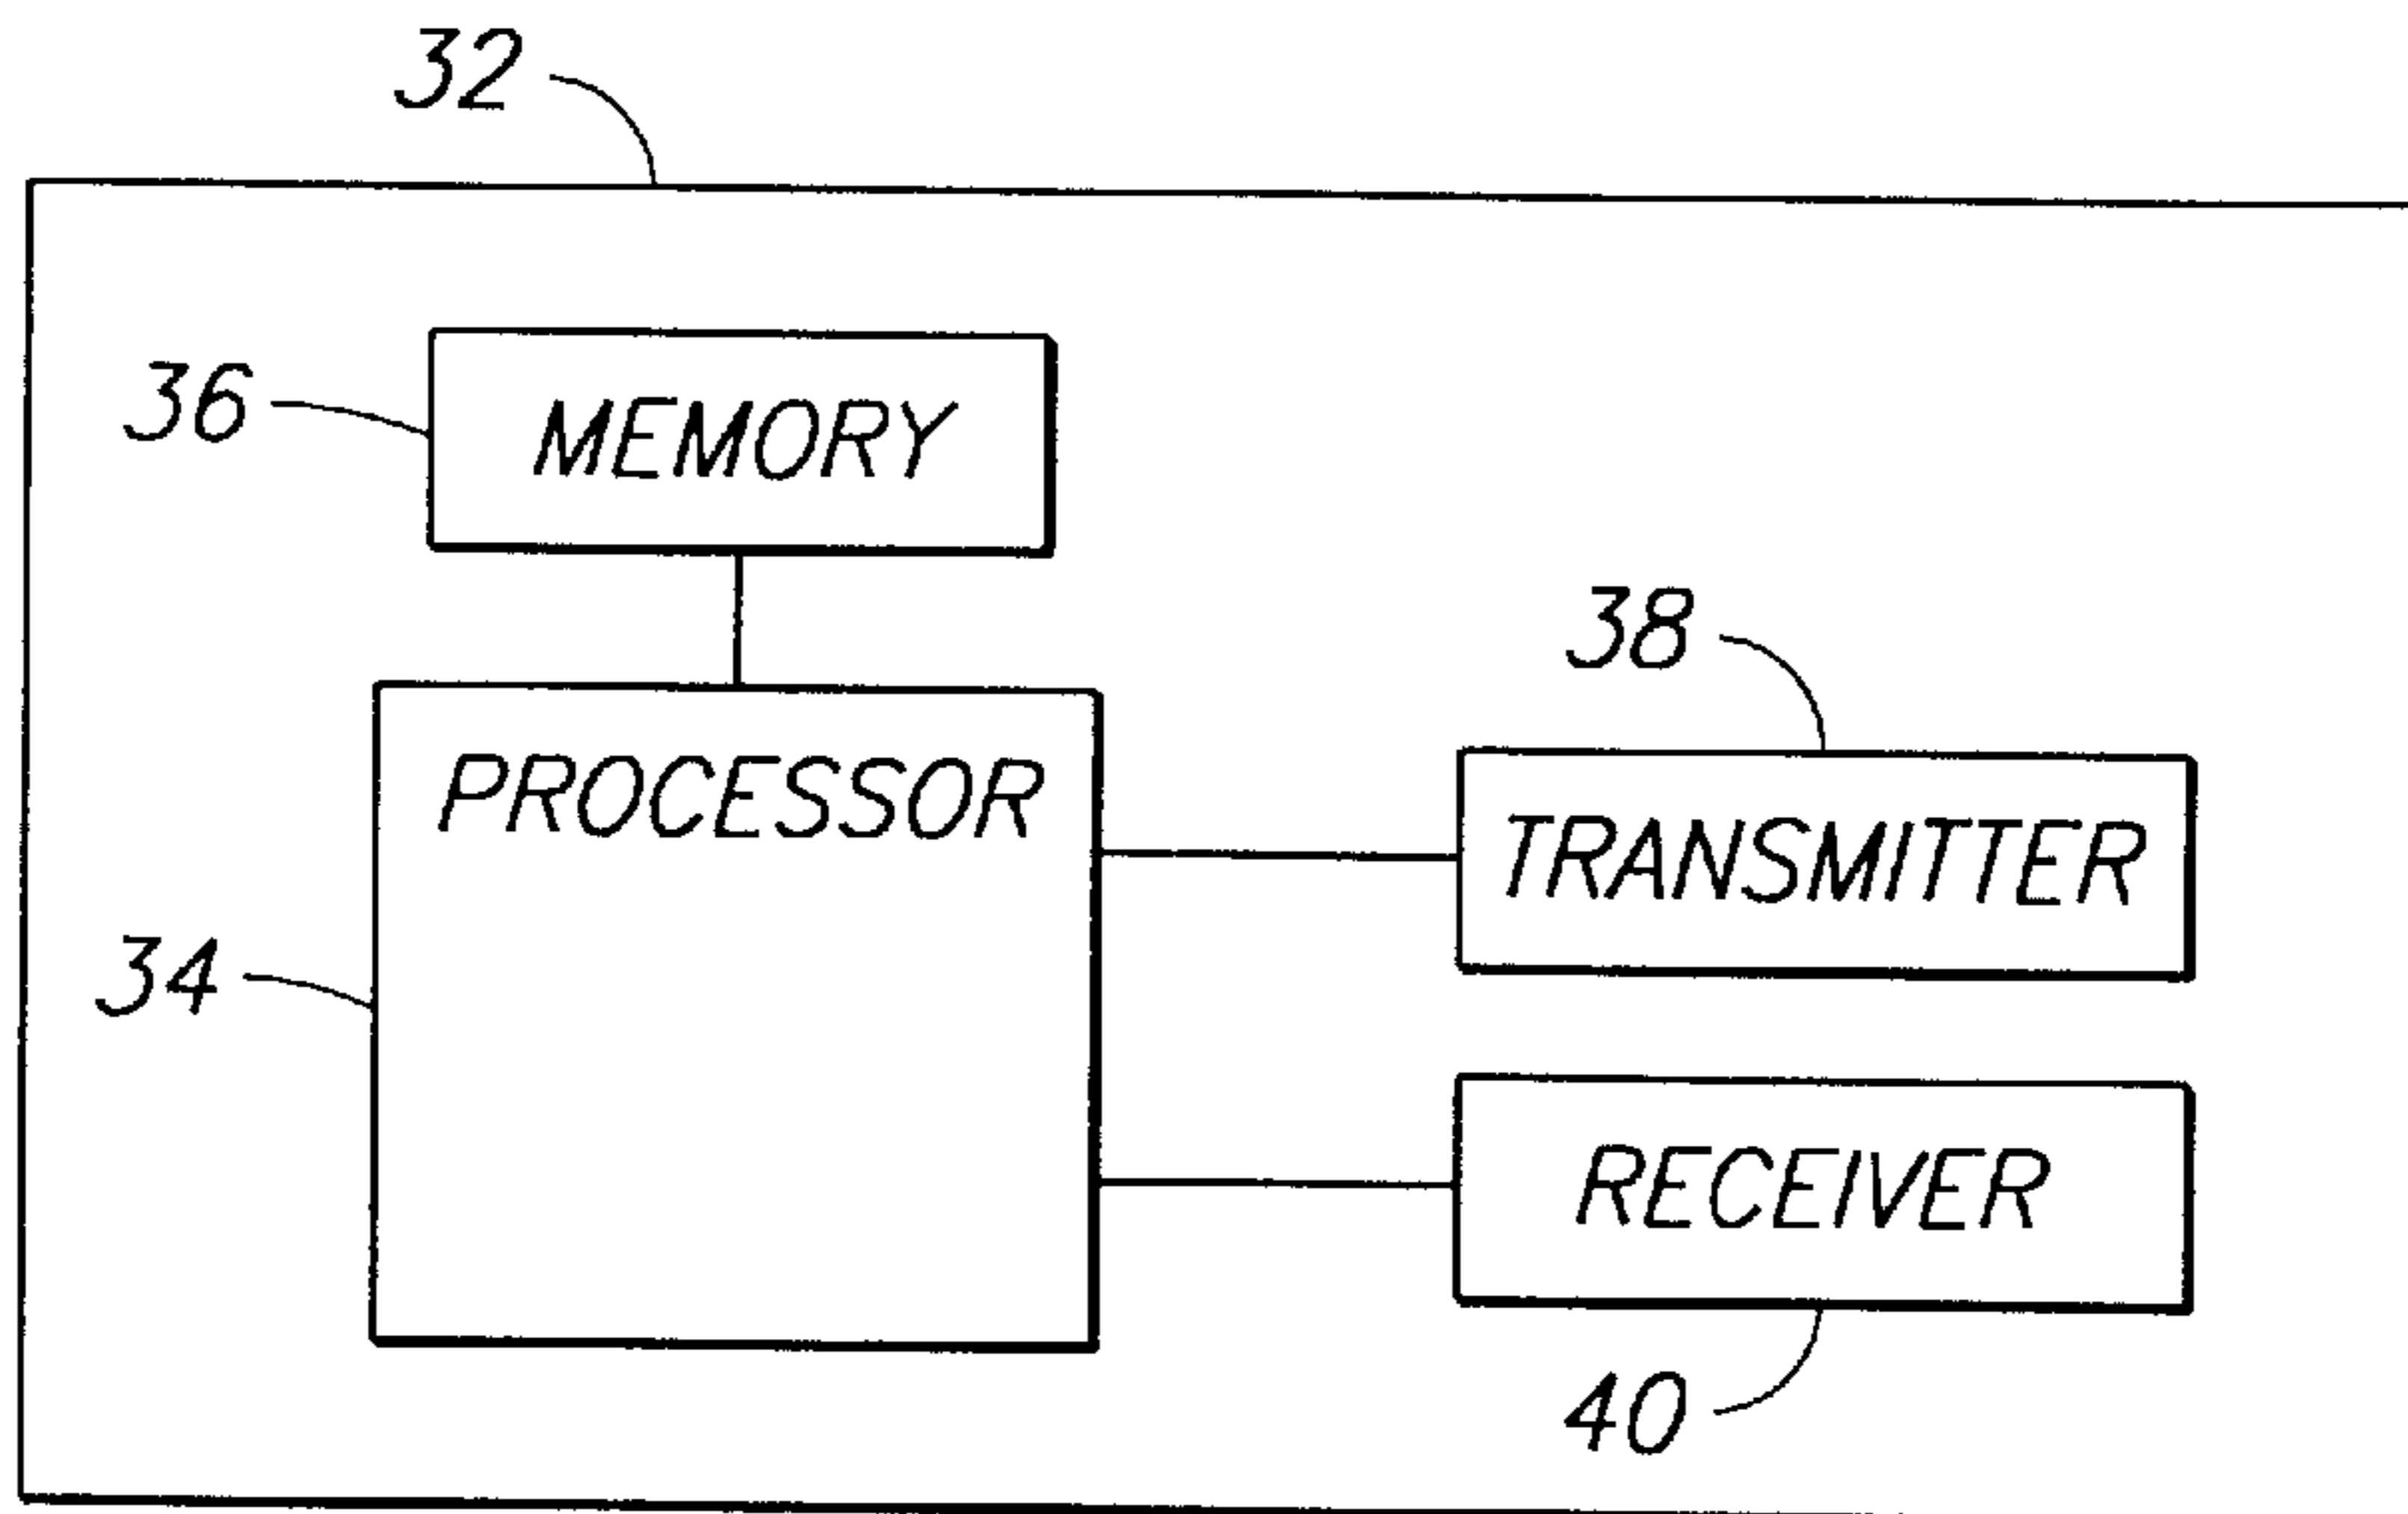 32
36
MEMORY
38
PROCESSOR
TRANSMITTER
34
RECEIVER
40